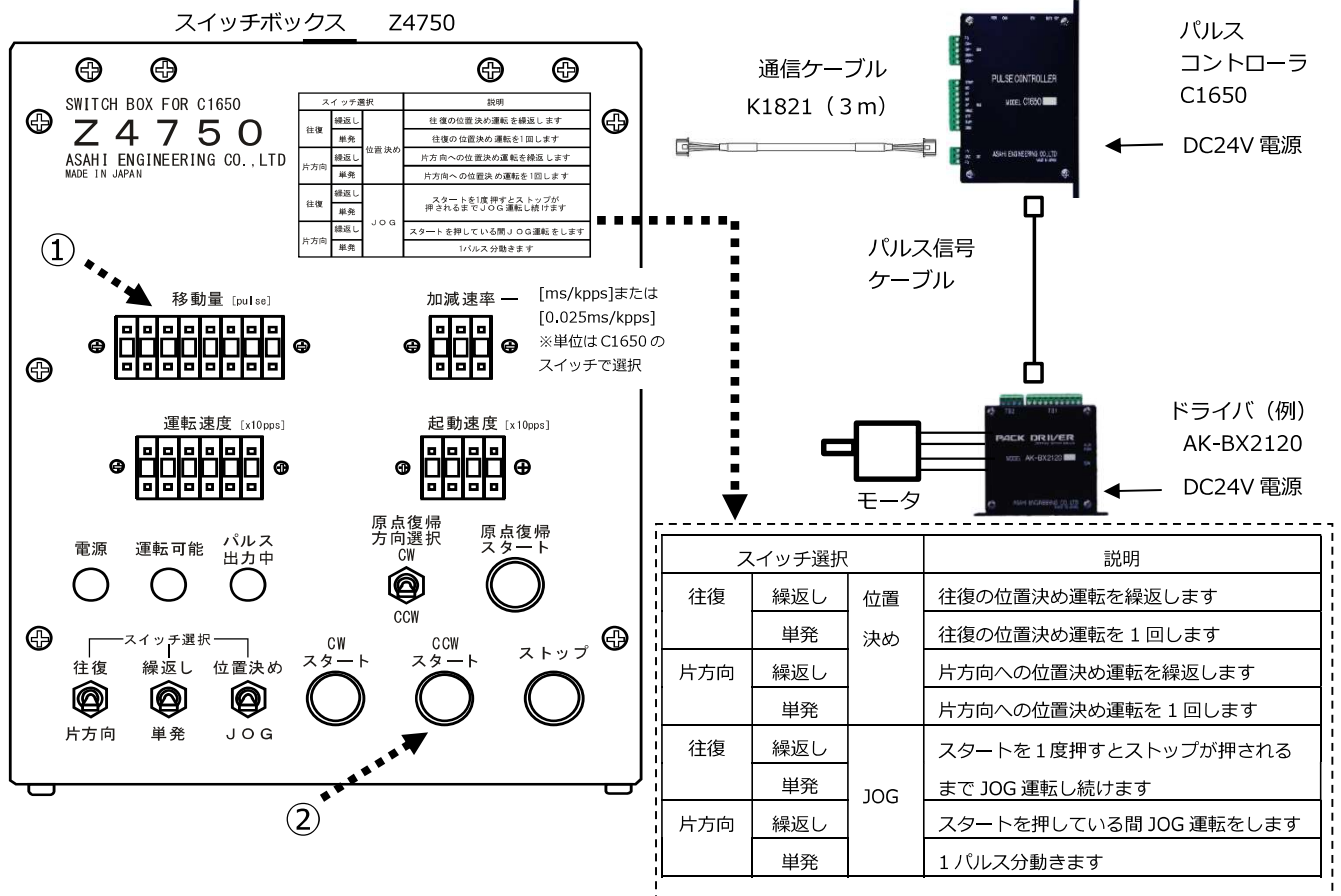 スイッチボックス Z4750
SWITCH BOX FOR C1650
Z4750
ASAHI ENGINEERING CO.,LTD
MADE IN JAPAN
スイッチ選択 説明
往復 繰返し 位置決め 往復の位置決め運転を繰返します
単発 往復の位置決め運転を1回します
片方向 繰返し 片方向への位置決め運転を繰返します
単発 片方向への位置決め運転を1回します
往復 繰返し JOG スタートを1度押すとストップが
単発 押されるまでJOG運転し続けます
片方向 繰返し スタートを押している間JOG運転をします
単発 1パルス分動きます
①
移動量 [pulse]
加減速率 ー [ms/kpps]または
[0.025ms/kpps]
※単位は C1650 の
スイッチで選択
運転速度 [x10pps]
起動速度 [x10pps]
電源
運転可能
パルス
出力中
原点復帰
方向選択
CW
CCW
原点復帰
スタート
スイッチ選択
往復 繰返し 位置決め
片方向 単発 JOG
CW
スタート
CCW
スタート
ストップ
②
通信ケーブル
K1821（3ｍ）
PULSE CONTROLLER
MODEL C1650
ASAHI ENGINEERING CO.,LTD
パルス
コントローラ
C1650
DC24V 電源
パルス信号
ケーブル
モータ
TB2 TB1
PACK DRIVER
MODEL AK-BX2120
ASAHI ENGINEERING CO.,LTD
ドライバ（例）
AK-BX2120
DC24V 電源
スイッチ選択 説明
往復 繰返し 位置 往復の位置決め運転を繰返します
単発 決め 往復の位置決め運転を 1 回します
片方向 繰返し 片方向への位置決め運転を繰返します
単発 片方向への位置決め運転を 1 回します
往復 繰返し JOG スタートを 1 度押すとストップが押される
単発 まで JOG 運転し続けます
片方向 繰返し スタートを押している間 JOG 運転をします
単発 1 パルス分動きます